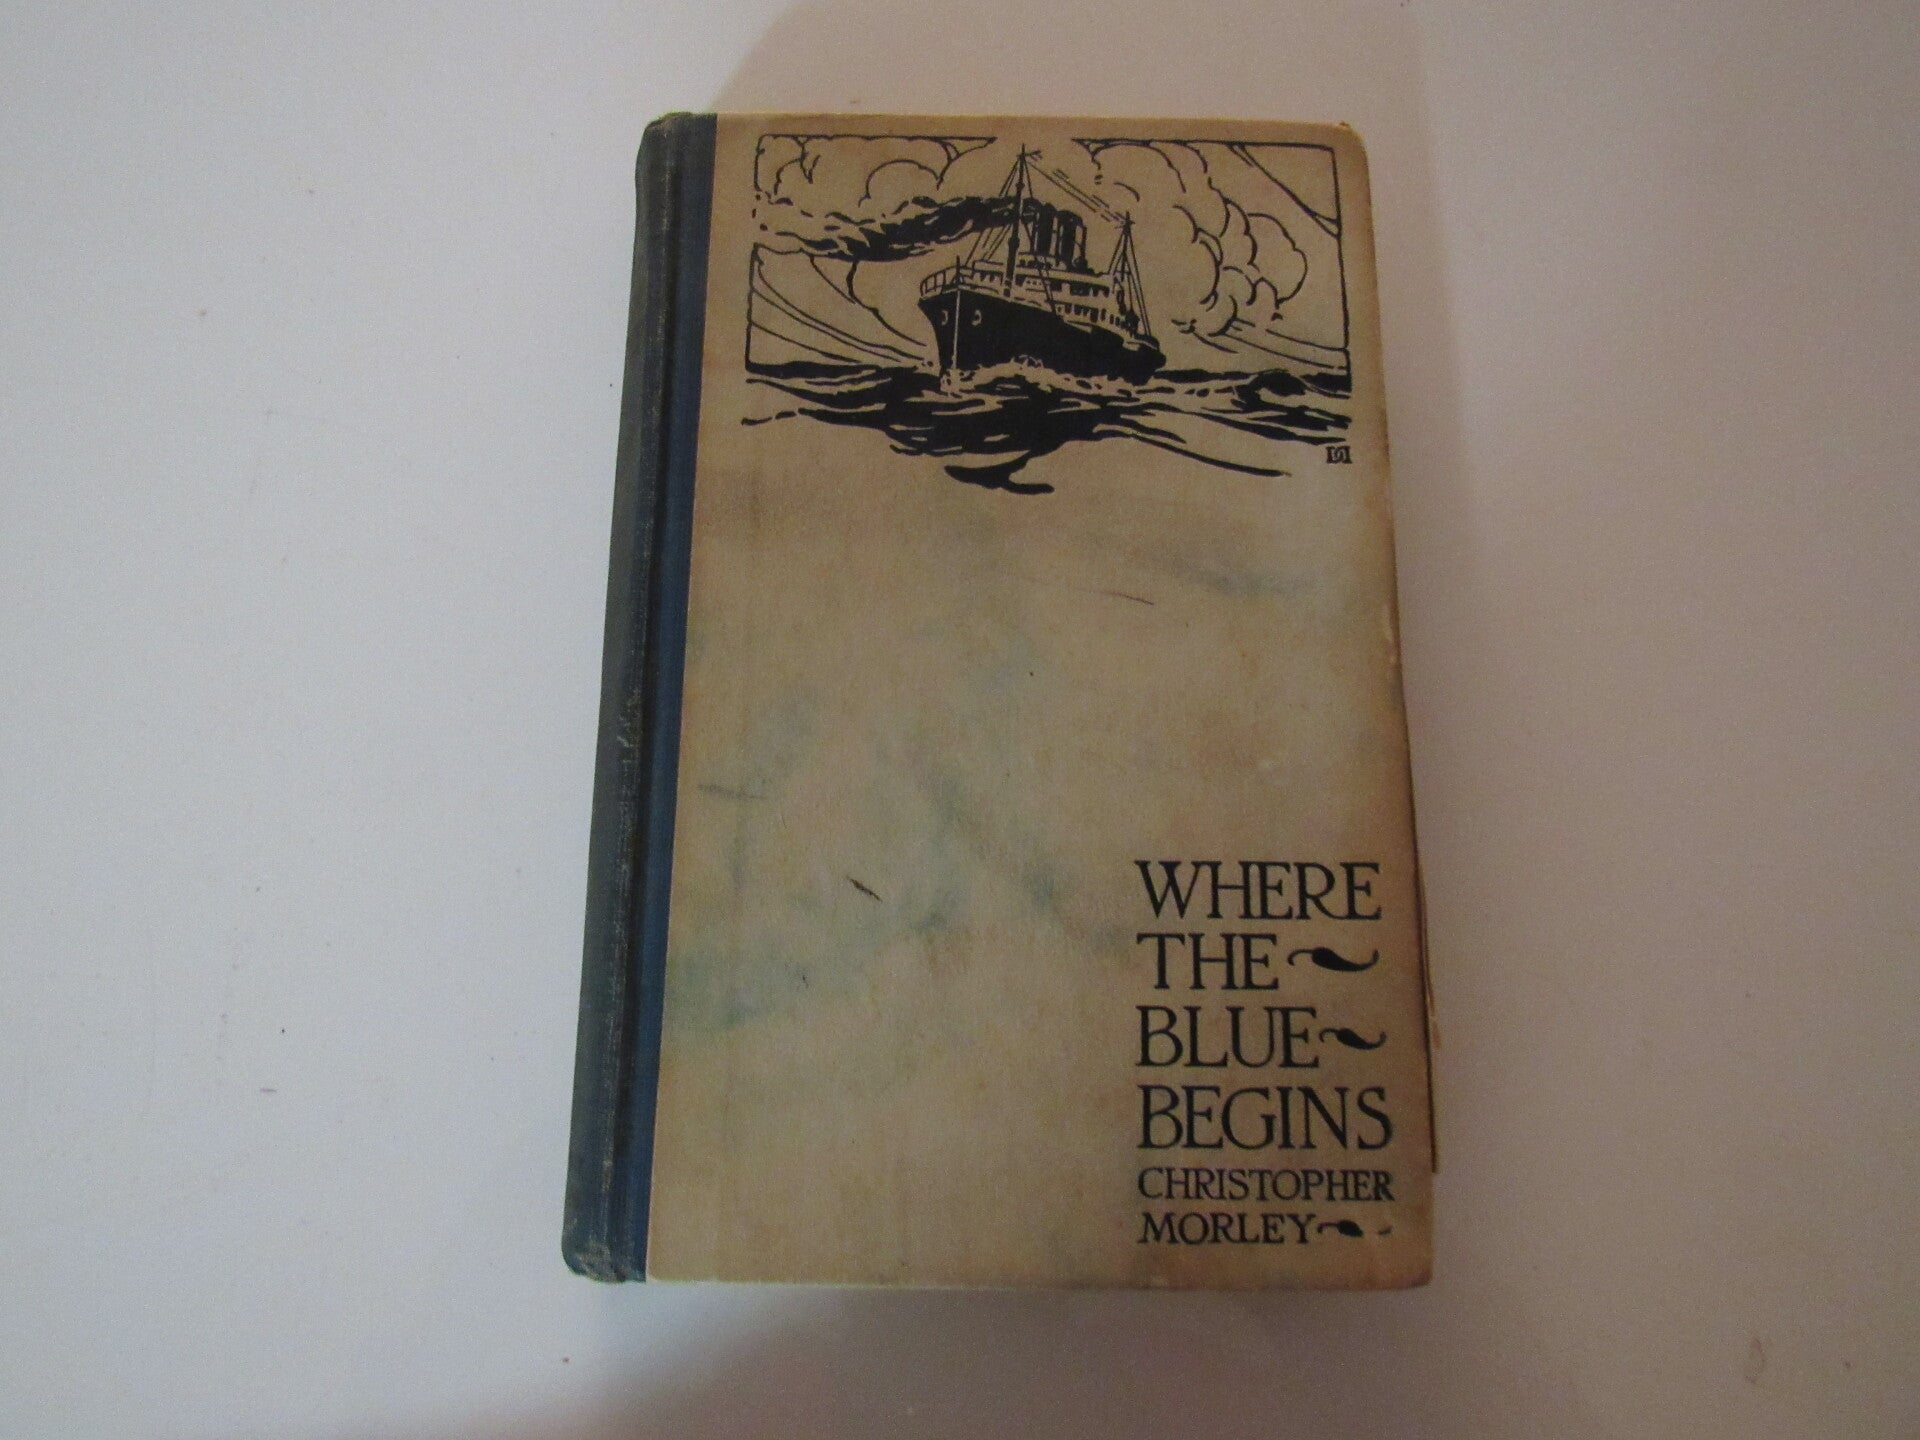 WHERE
THE
BLUE
BEGINS
CHRISTOPHER
MORLEY